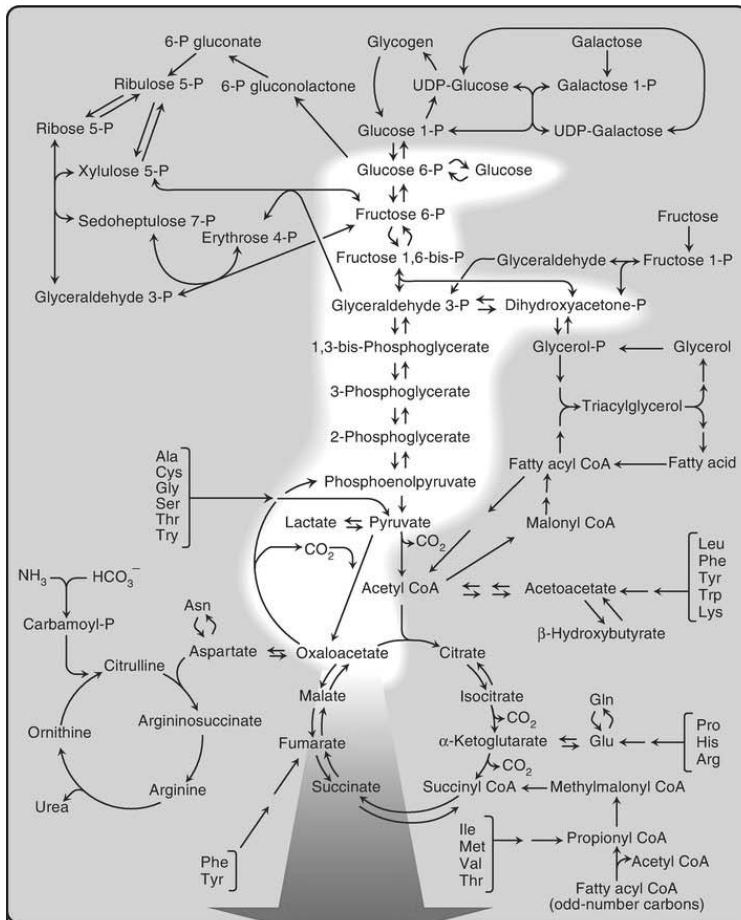 6-P gluconate
Glycogen
Galactose
Ribulose 5-P
6-P gluconolactone
UDP-Glucose
Galactose 1-P
Ribose 5-P
Glucose 1-P
UDP-Galactose
Xylulose 5-P
Glucose 6-P
Glucose
Sedoheptulose 7-P
Fructose 6-P
Fructose
Erythrose 4-P
Fructose 1,6-bis-P
Glyceraldehyde
Fructose 1-P
Glyceraldehyde 3-P
Glyceraldehyde 3-P
Dihydroxyacetone-P
1,3-bis-Phosphoglycerate
Glycerol-P
Glycerol
3-Phosphoglycerate
Triacylglycerol
2-Phosphoglycerate
Ala
Cys
Gly
Ser
Thr
Try
Phosphoenolpyruvate
Fatty acyl CoA
Fatty acid
Lactate
Pyruvate
Malonyl CoA
CO2
CO2
Leu
Phe
Tyr
Trp
Lys
NH3
HCO3−
Acetyl CoA
Acetoacetate
Carbamoyl-P
Asn
β-Hydroxybutyrate
Citrulline
Aspartate
Oxaloacetate
Citrate
Malate
Isocitrate
Gln
Ornithine
Argininosuccinate
CO2
Fumarate
α-Ketoglutarate
Glu
Pro
His
Arg
CO2
Urea
Arginine
Succinate
Succinyl CoA
Methylmalonyl CoA
Phe
Tyr
Ile
Met
Val
Thr
Propionyl CoA
Acetyl CoA
Fatty acyl CoA
(odd-number carbons)